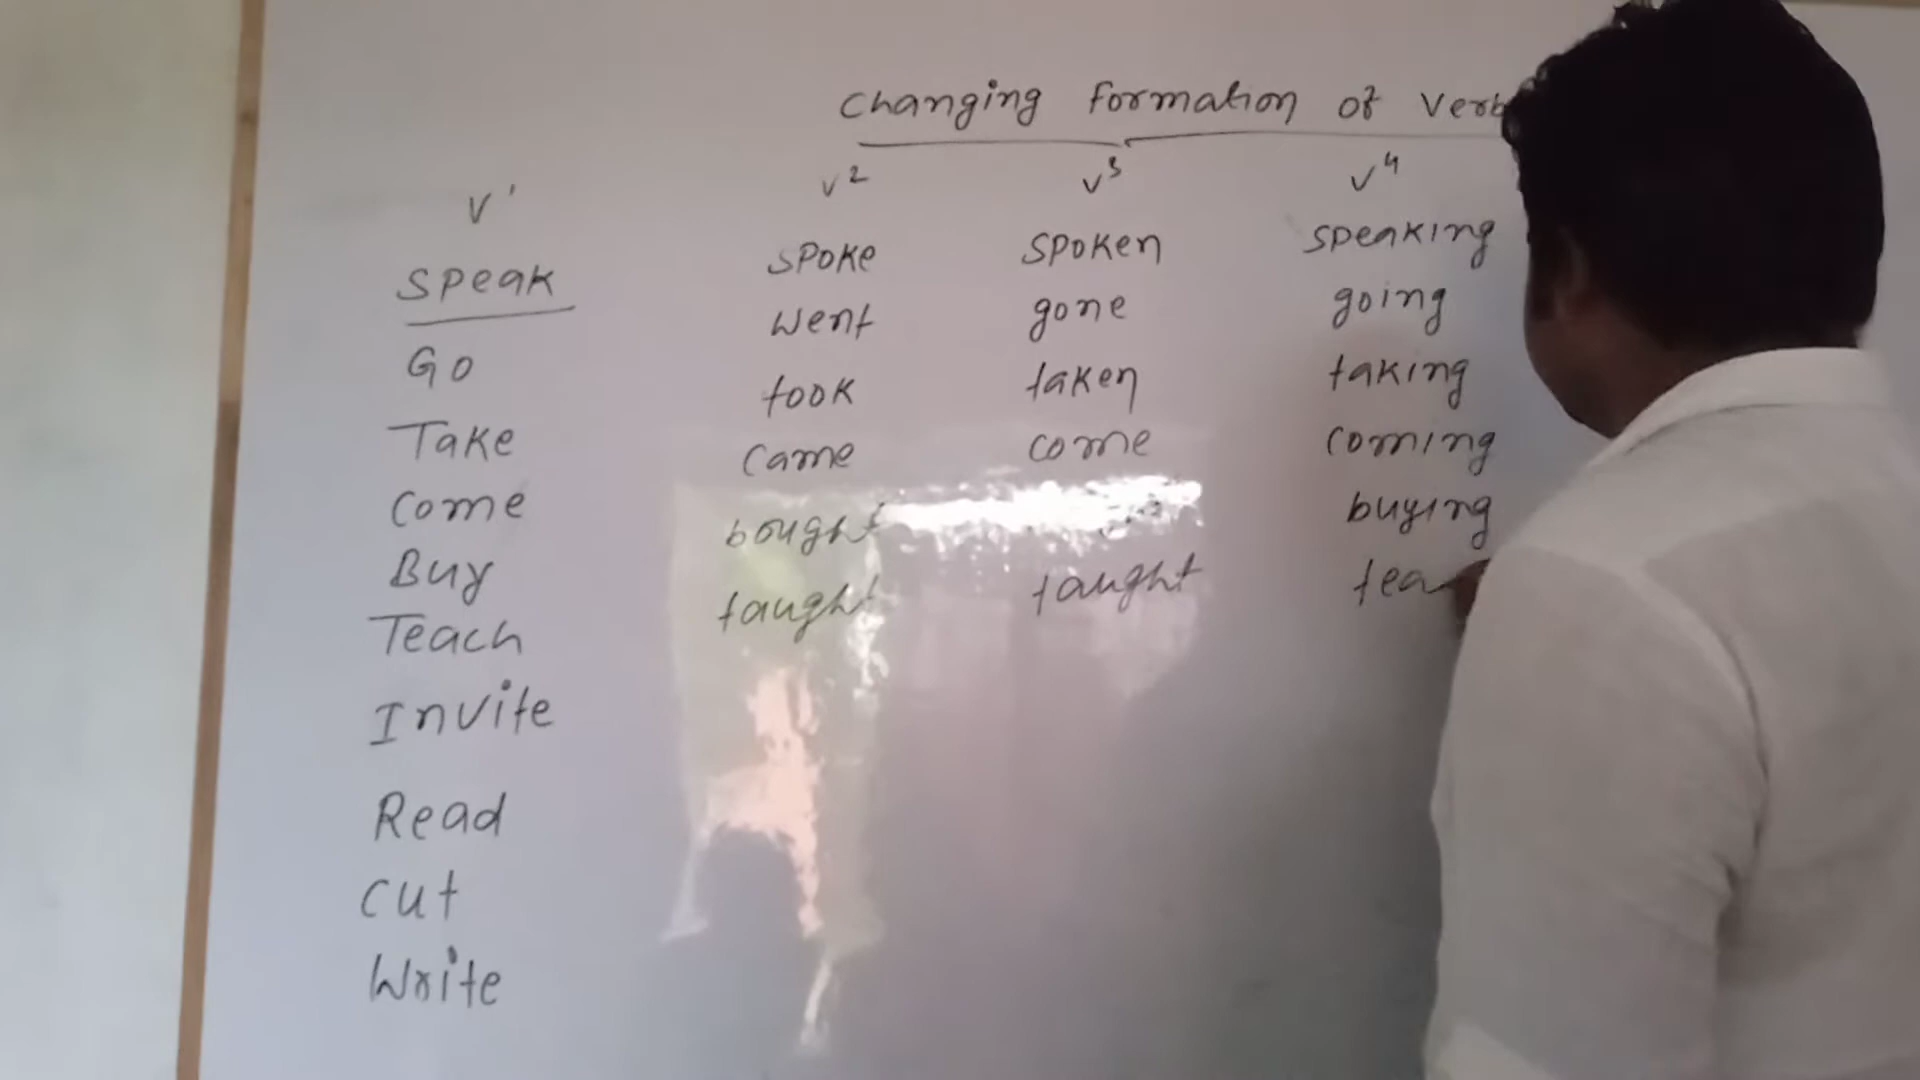 Changing Formation of Verb
V1 V2 V3 V4
Speak spoke spoken speaking
Go went gone going
Take took taken taking
Come came come coming
Buy bought buying
Teach taught taught tea
Invite
Read
Cut
Write